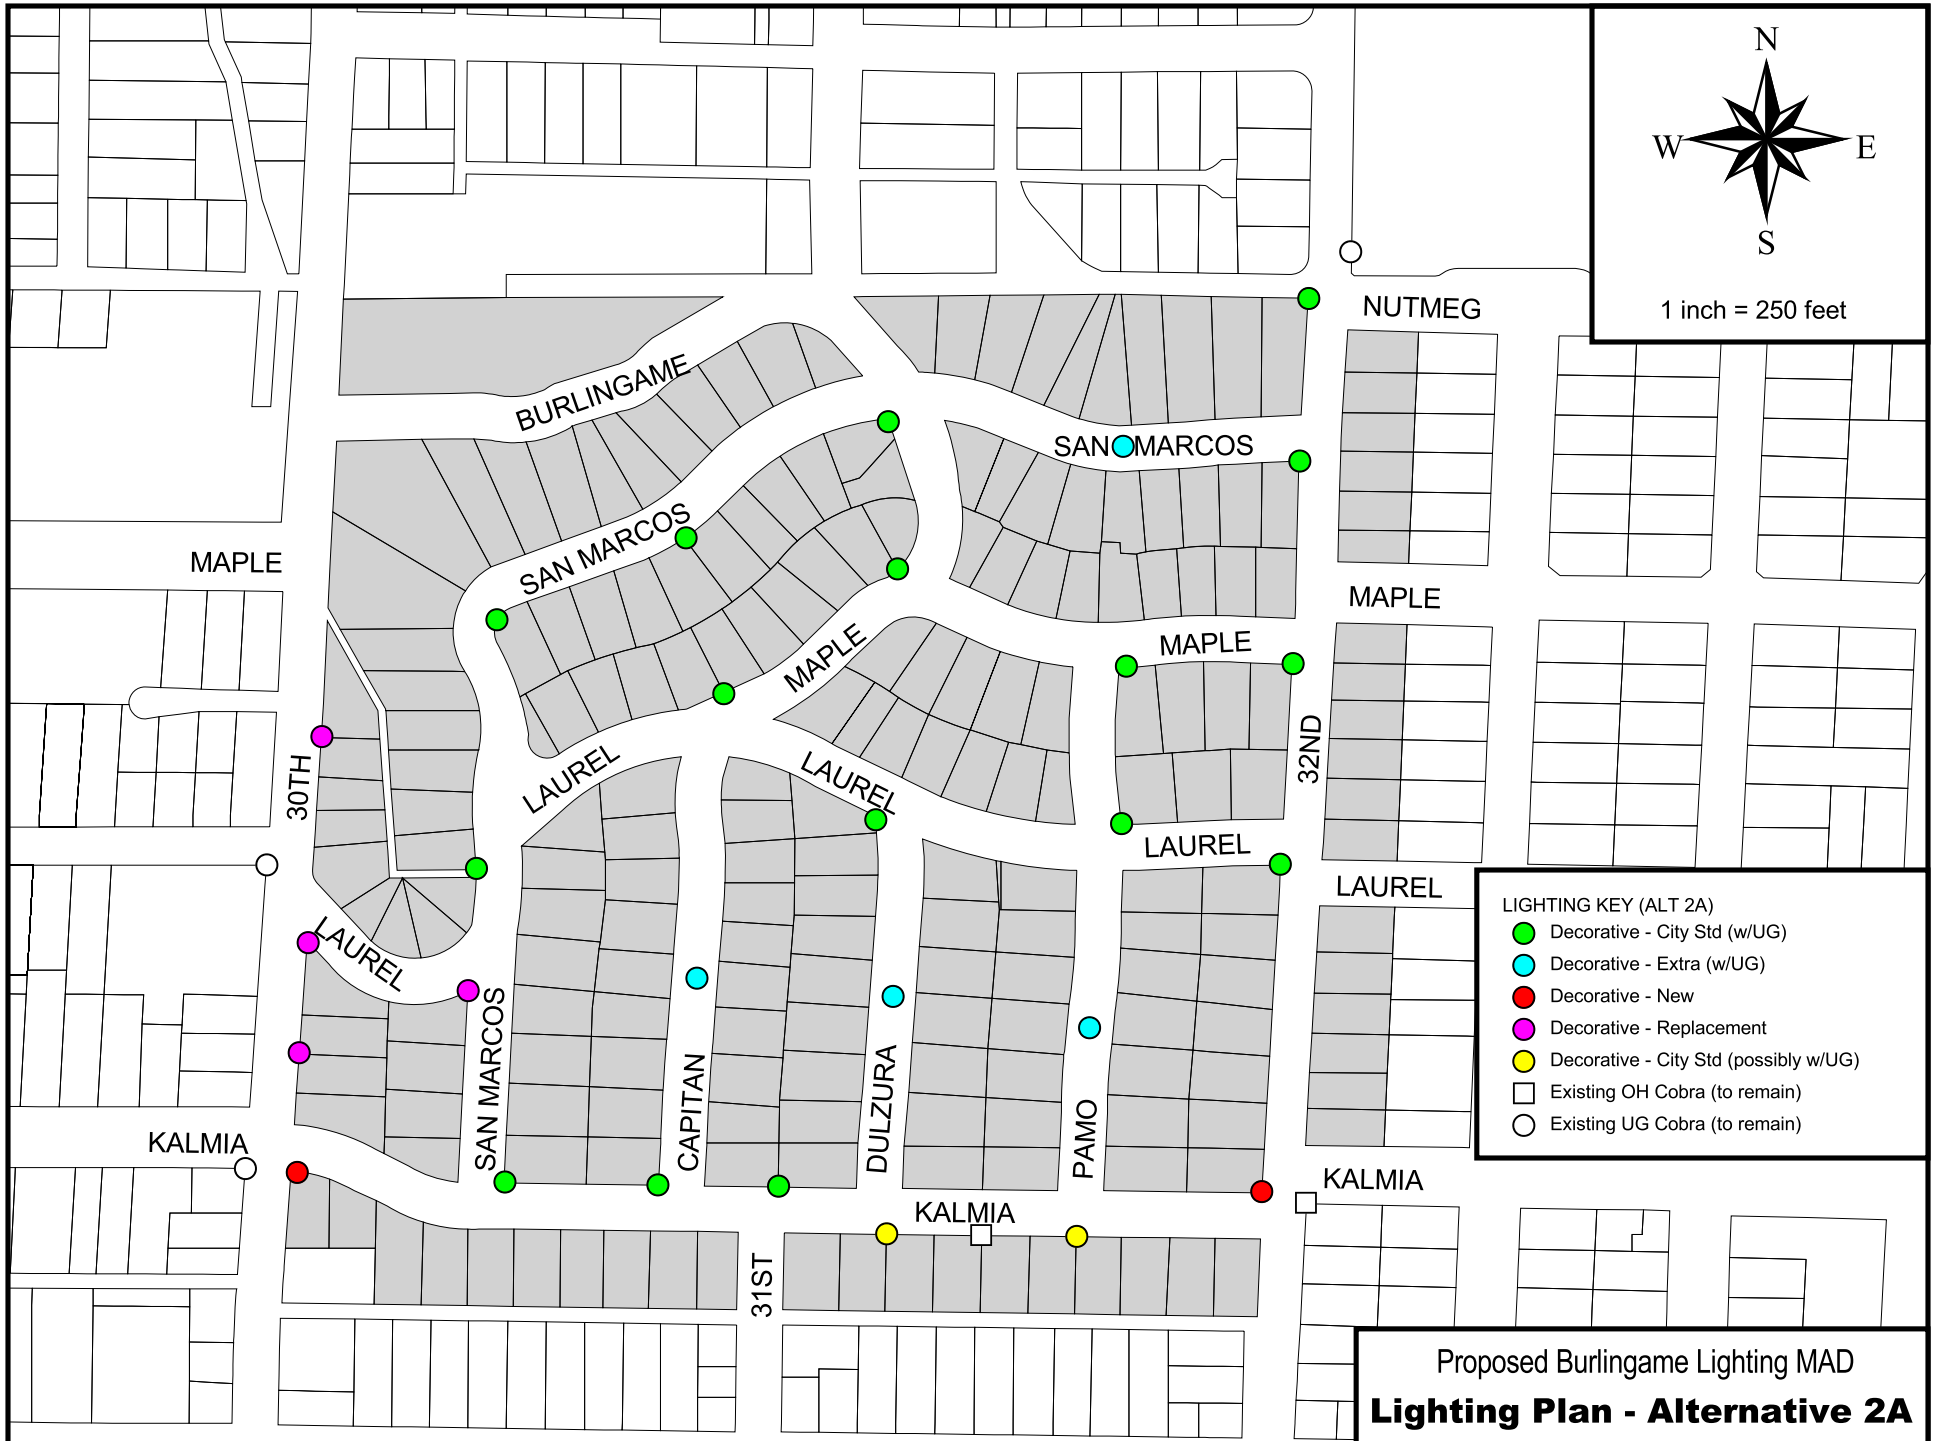 N
W E
S
1 inch = 250 feet
NUTMEG
BURLINGAME
SAN MARCOS
SAN MARCOS
MAPLE
MAPLE
MAPLE
MAPLE
32ND
30TH
LAUREL
LAUREL
LAUREL
LAUREL
LAUREL
SAN MARCOS
CAPITAN
DULZURA
PAMO
KALMIA
KALMIA
KALMIA
31ST
LIGHTING KEY (ALT 2A)
Decorative - City Std (w/UG)
Decorative - Extra (w/UG)
Decorative - New
Decorative - Replacement
Decorative - City Std (possibly w/UG)
Existing OH Cobra (to remain)
Existing UG Cobra (to remain)
Proposed Burlingame Lighting MAD
Lighting Plan - Alternative 2A